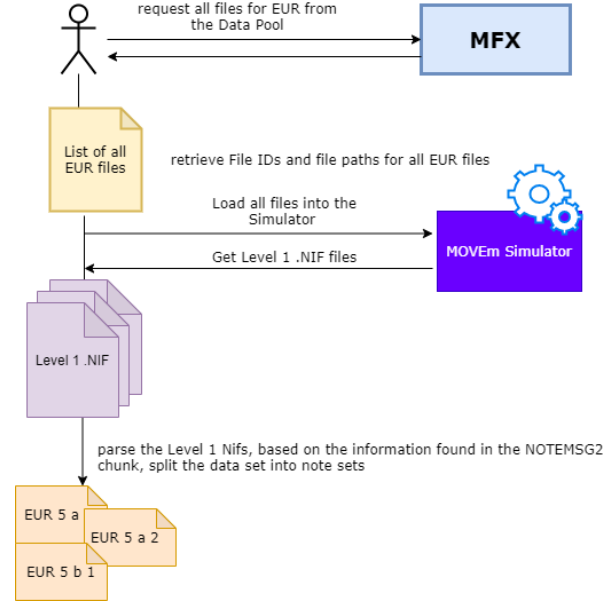 request all files for EUR from
the Data Pool
MFX
List of all
EUR files
retrieve File IDs and file paths for all EUR files
Load all files into the
Simulator
MOVEm Simulator
Get Level 1 .NIF files
Level 1 .NIF
parse the Level 1 Nifs, based on the information found in the NOTEMSG2
chunk, split the data set into note sets
EUR 5 a
EUR 5 a 2
EUR 5 b 1